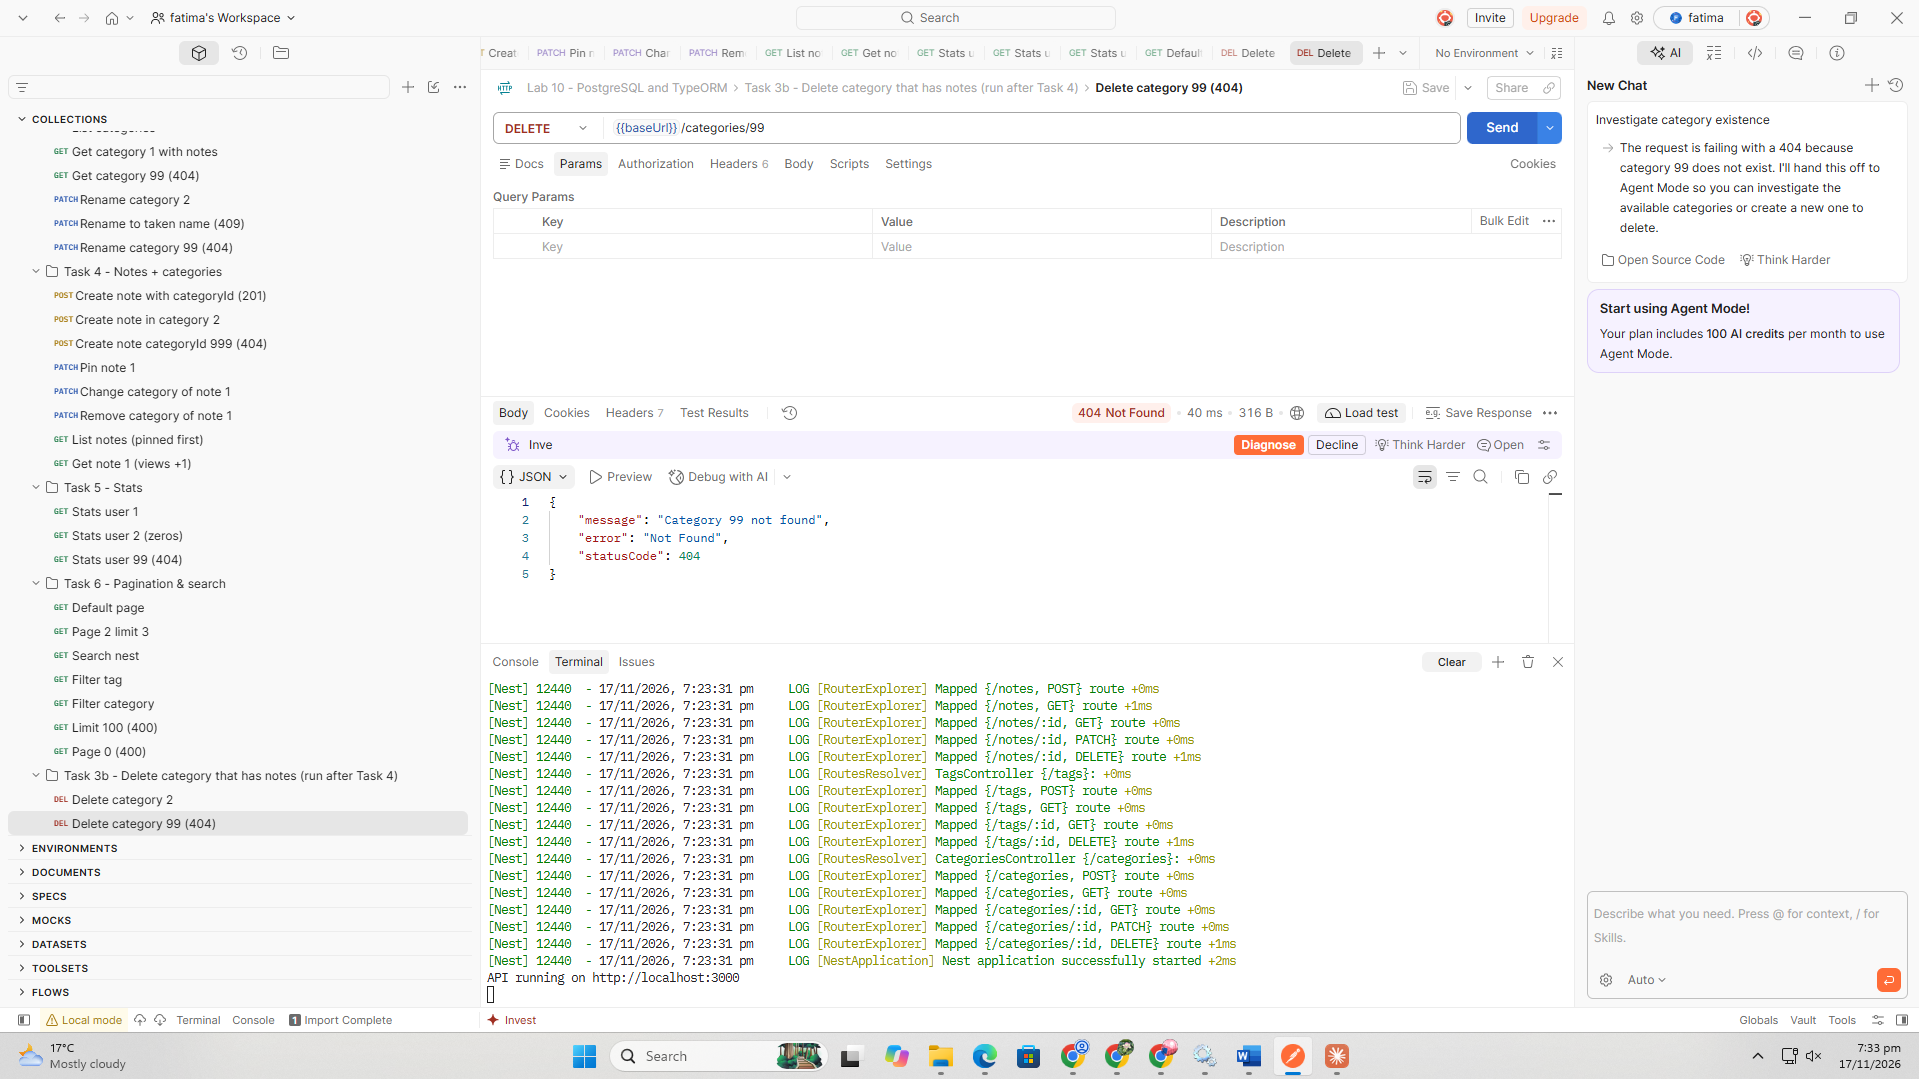 fatima's Workspace
Search
Invite
Upgrade
fatima
Creat
PATCH Pin n
PATCH Char
PATCH Rem
GET List no
GET Get no
GET Stats u
GET Stats u
GET Stats u
GET Defaul
DEL Delete
DEL Delete
No Environment
AI
COLLECTIONS
GET Get category 1 with notes
GET Get category 99 (404)
PATCH Rename category 2
PATCH Rename to taken name (409)
PATCH Rename category 99 (404)
Task 4 - Notes + categories
POST Create note with categoryId (201)
POST Create note in category 2
POST Create note categoryId 999 (404)
PATCH Pin note 1
PATCH Change category of note 1
PATCH Remove category of note 1
GET List notes (pinned first)
GET Get note 1 (views +1)
Task 5 - Stats
GET Stats user 1
GET Stats user 2 (zeros)
GET Stats user 99 (404)
Task 6 - Pagination & search
GET Default page
GET Page 2 limit 3
GET Search nest
GET Filter tag
GET Filter category
GET Limit 100 (400)
GET Page 0 (400)
Task 3b - Delete category that has notes (run after Task 4)
DEL Delete category 2
DEL Delete category 99 (404)
ENVIRONMENTS
DOCUMENTS
SPECS
MOCKS
DATASETS
TOOLSETS
FLOWS
HTTP Lab 10 - PostgreSQL and TypeORM > Task 3b - Delete category that has notes (run after Task 4) > Delete category 99 (404)
Save
Share
DELETE {{baseUrl}} /categories/99
Send
Docs Params Authorization Headers 6 Body Scripts Settings
Cookies
Query Params
Key Value Description Bulk Edit
Key Value Description
Body Cookies Headers 7 Test Results
404 Not Found • 40 ms • 316 B
Load test
e.g. Save Response
Inve
Diagnose Decline Think Harder Open
{} JSON Preview Debug with AI
1 {
2 "message": "Category 99 not found",
3 "error": "Not Found",
4 "statusCode": 404
5 }
Console Terminal Issues
Clear
[Nest] 12440 - 17/11/2026, 7:23:31 pm LOG [RouterExplorer] Mapped {/notes, POST} route +0ms
[Nest] 12440 - 17/11/2026, 7:23:31 pm LOG [RouterExplorer] Mapped {/notes, GET} route +1ms
[Nest] 12440 - 17/11/2026, 7:23:31 pm LOG [RouterExplorer] Mapped {/notes/:id, GET} route +0ms
[Nest] 12440 - 17/11/2026, 7:23:31 pm LOG [RouterExplorer] Mapped {/notes/:id, PATCH} route +0ms
[Nest] 12440 - 17/11/2026, 7:23:31 pm LOG [RouterExplorer] Mapped {/notes/:id, DELETE} route +1ms
[Nest] 12440 - 17/11/2026, 7:23:31 pm LOG [RoutesResolver] TagsController {/tags}: +0ms
[Nest] 12440 - 17/11/2026, 7:23:31 pm LOG [RouterExplorer] Mapped {/tags, POST} route +0ms
[Nest] 12440 - 17/11/2026, 7:23:31 pm LOG [RouterExplorer] Mapped {/tags, GET} route +0ms
[Nest] 12440 - 17/11/2026, 7:23:31 pm LOG [RouterExplorer] Mapped {/tags/:id, GET} route +0ms
[Nest] 12440 - 17/11/2026, 7:23:31 pm LOG [RouterExplorer] Mapped {/tags/:id, DELETE} route +1ms
[Nest] 12440 - 17/11/2026, 7:23:31 pm LOG [RoutesResolver] CategoriesController {/categories}: +0ms
[Nest] 12440 - 17/11/2026, 7:23:31 pm LOG [RouterExplorer] Mapped {/categories, POST} route +0ms
[Nest] 12440 - 17/11/2026, 7:23:31 pm LOG [RouterExplorer] Mapped {/categories, GET} route +0ms
[Nest] 12440 - 17/11/2026, 7:23:31 pm LOG [RouterExplorer] Mapped {/categories/:id, GET} route +0ms
[Nest] 12440 - 17/11/2026, 7:23:31 pm LOG [RouterExplorer] Mapped {/categories/:id, PATCH} route +0ms
[Nest] 12440 - 17/11/2026, 7:23:31 pm LOG [RouterExplorer] Mapped {/categories/:id, DELETE} route +1ms
[Nest] 12440 - 17/11/2026, 7:23:31 pm LOG [NestApplication] Nest application successfully started +2ms
API running on http://localhost:3000
New Chat
Investigate category existence
→ The request is failing with a 404 because
category 99 does not exist. I'll hand this off to
Agent Mode so you can investigate the
available categories or create a new one to
delete.
Open Source Code Think Harder
Start using Agent Mode!
Your plan includes 100 AI credits per month to use
Agent Mode.
Describe what you need. Press @ for context, / for
Skills.
Auto
Local mode
Terminal
Console
1 Import Complete
Invest
Globals
Vault
Tools
17°C
Mostly cloudy
Search
7:33 pm
17/11/2026